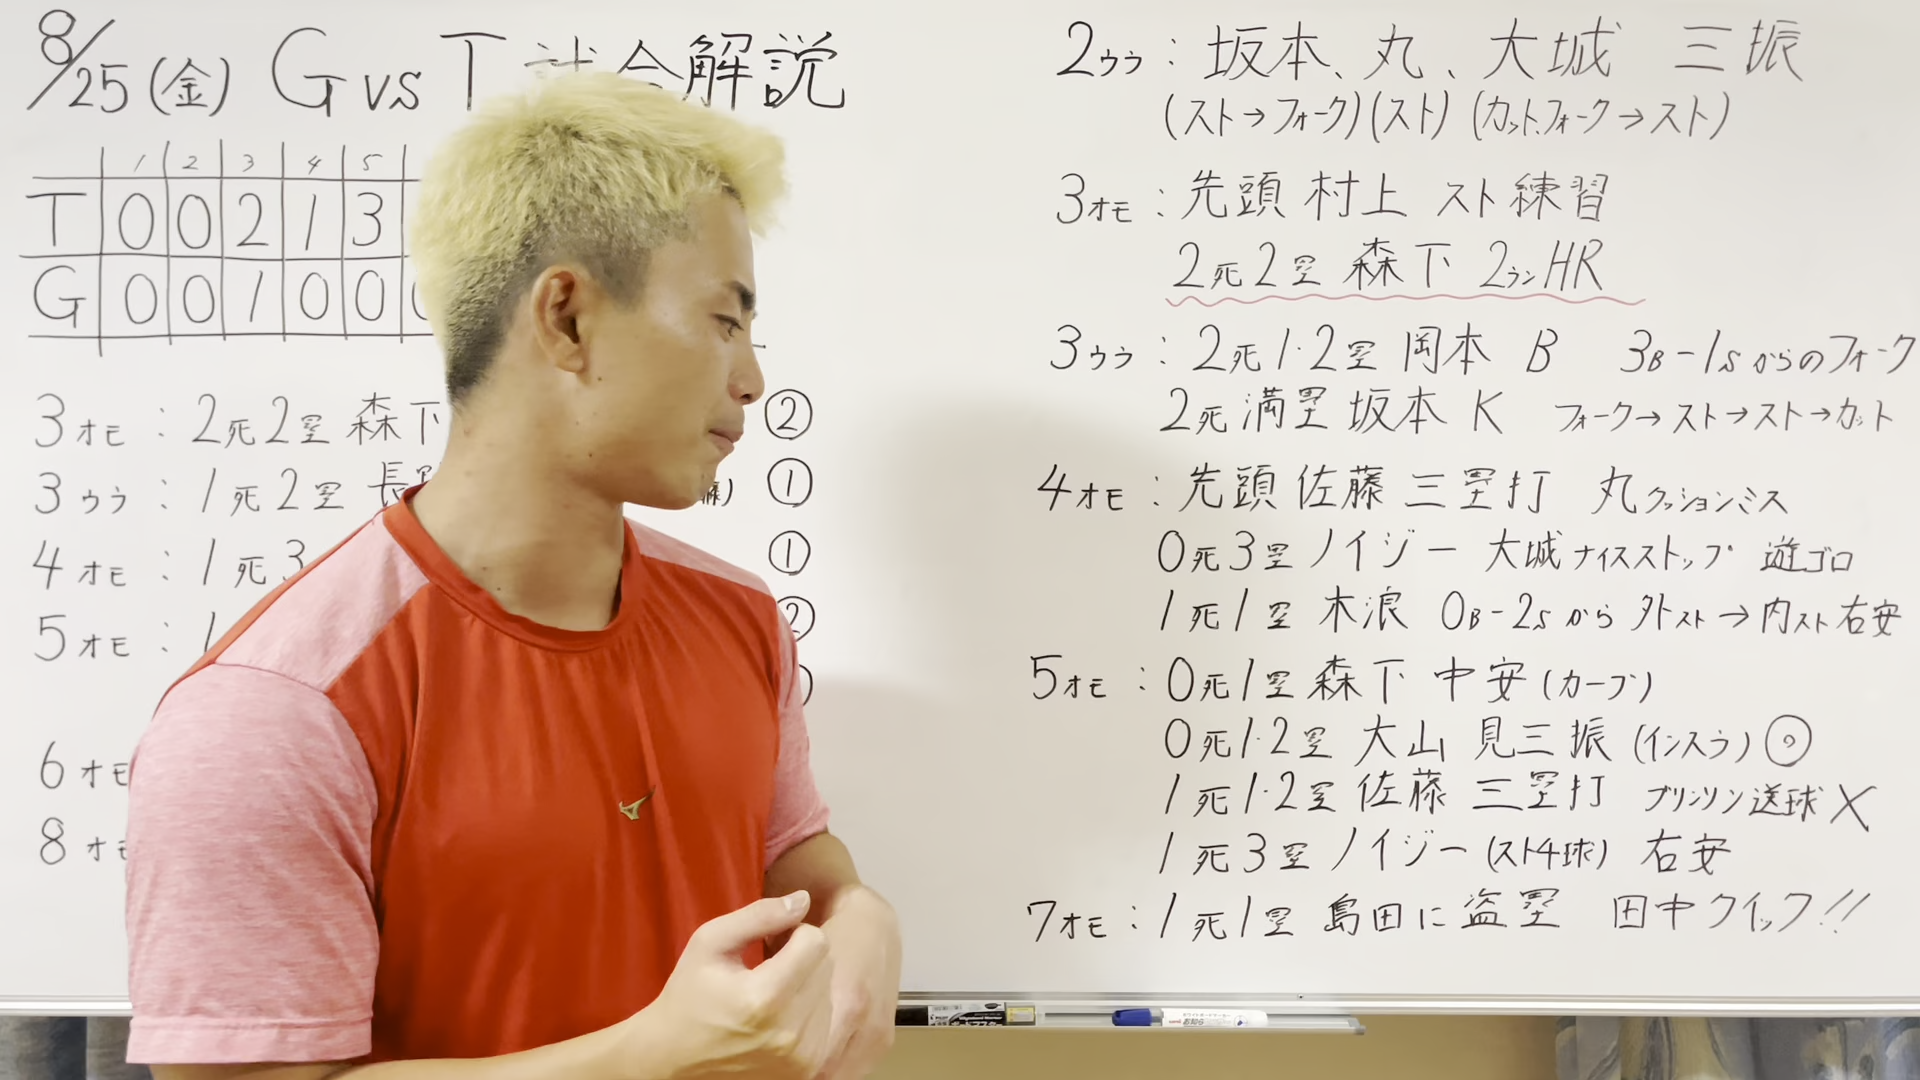 8/25(金) G vs T 試合解説
1 2 3 4 5
T 0 0 2 1 3
G 0 0 1 0 0
3オモ:2死2塁 森下 ②
3ウラ:1死2塁 長野 ①
4オモ:1死3 ①
5オモ:1 ②
6オモ
8オモ
2ウラ:坂本、丸、大城 三振
(スト→フォーク)(スト)(カット、フォーク→スト)
3オモ:先頭 村上 スト練習
2死2塁 森下 2ランHR
3ウラ:2死1・2塁 岡本 B 3B-1Sからのフォーク
2死満塁 坂本 K フォーク→スト→スト→カット
4オモ:先頭 佐藤 三塁打 丸クッションミス
0死3塁 ノイジー 大城ナイスストップ 遊ゴロ
1死1塁 木浪 0B-2Sから外スト→内スト右安
5オモ:0死1塁 森下 中安(カーブ)
0死1・2塁 大山 見三振(インスラ)◎
1死1・2塁 佐藤 三塁打 ブリンソン送球X
1死3塁 ノイジー(スト4球) 右安
7オモ:1死1塁 島田に盗塁 田中クイック!!